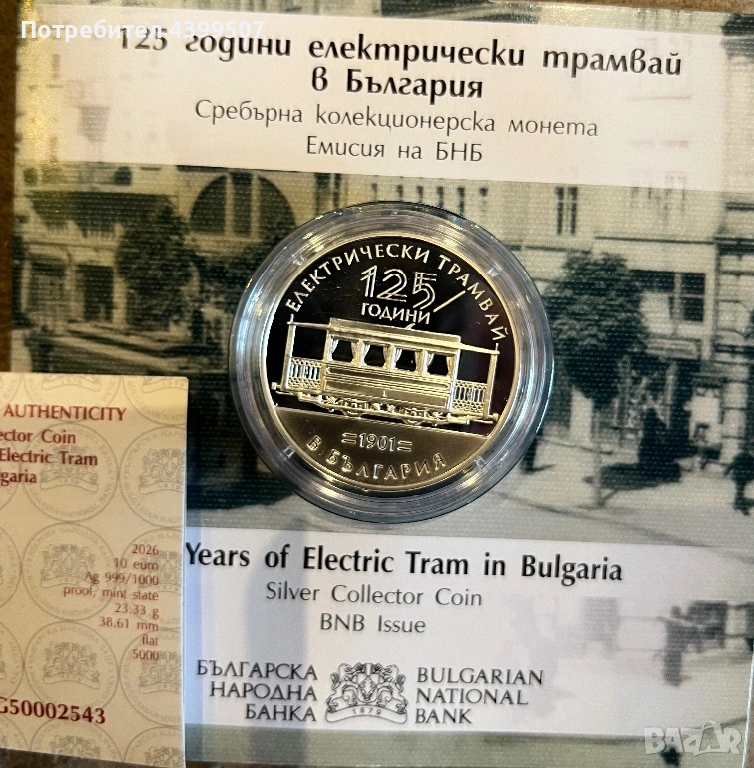 Потребител 4399507
125 години електрически трамвай
в България
Сребърна колекционерска монета
Емисия на БНБ
ЕЛЕКТРИЧЕСКИ ТРАМВАЙ
125
ГОДИНИ
1901
В БЪЛГАРИЯ
AUTHENTICITY
ector Coin
Electric Tram
garia
2026
10 euro
Ag 999/1000
proof, mint state
23.33 g
38.61 mm
flat
5000
G50002543
Years of Electric Tram in Bulgaria
Silver Collector Coin
BNB Issue
БЪЛГАРСКА
НАРОДНА
БАНКА
1879
BULGARIAN
NATIONAL
BANK
BAZAR